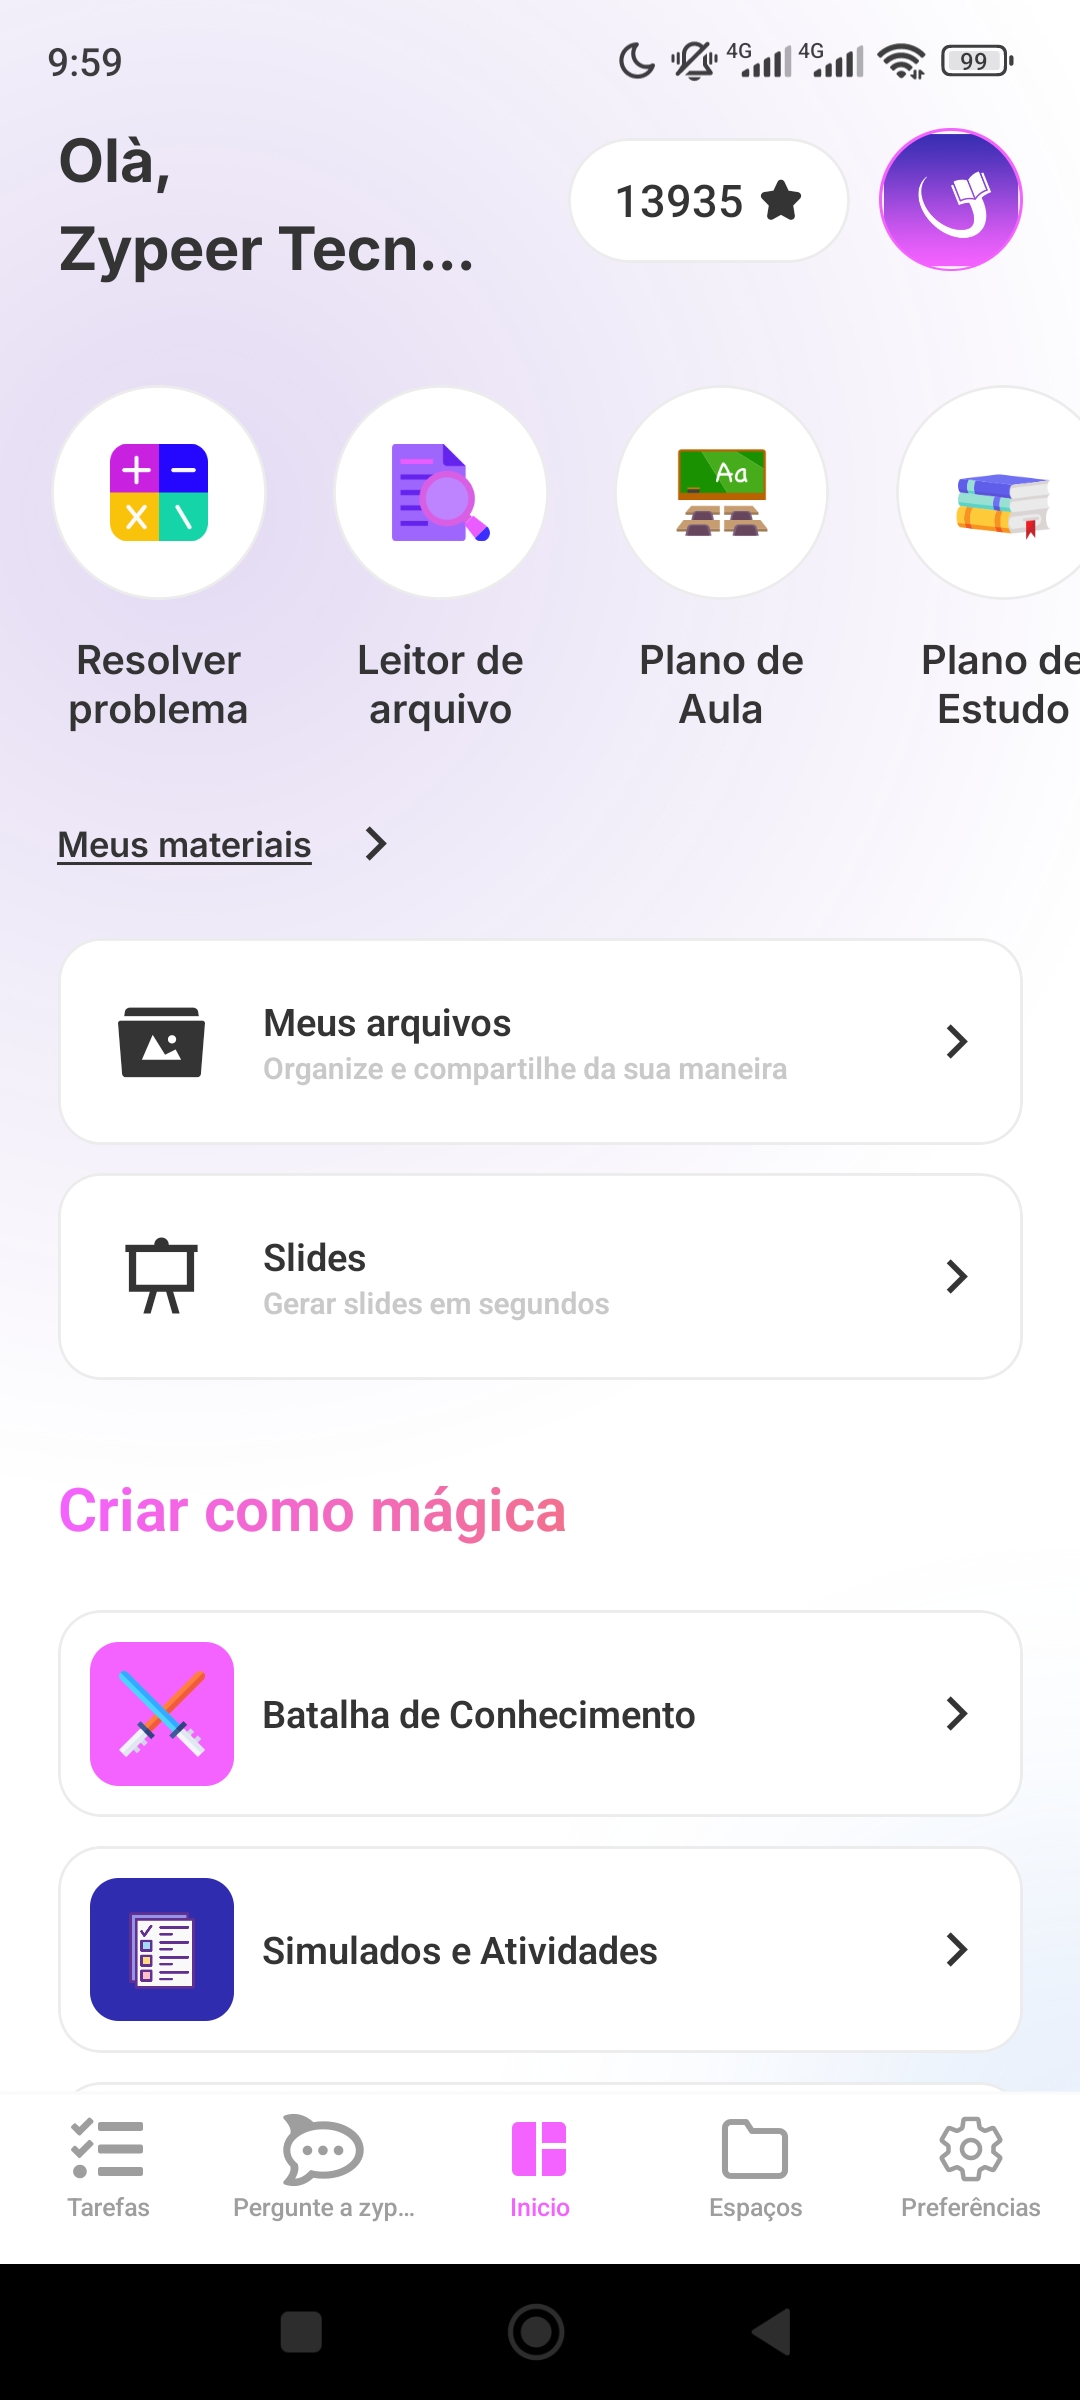 9:59
4G
4G
99
Olà,
Zypeer Tecn...
13935
Aa
Resolver
problema
Leitor de
arquivo
Plano de
Aula
Plano de
Estudo
Meus materiais
Meus arquivos
Organize e compartilhe da sua maneira
Slides
Gerar slides em segundos
Criar como mágica
Batalha de Conhecimento
Simulados e Atividades
Tarefas
Pergunte a zyp...
Inicio
Espaços
Preferências